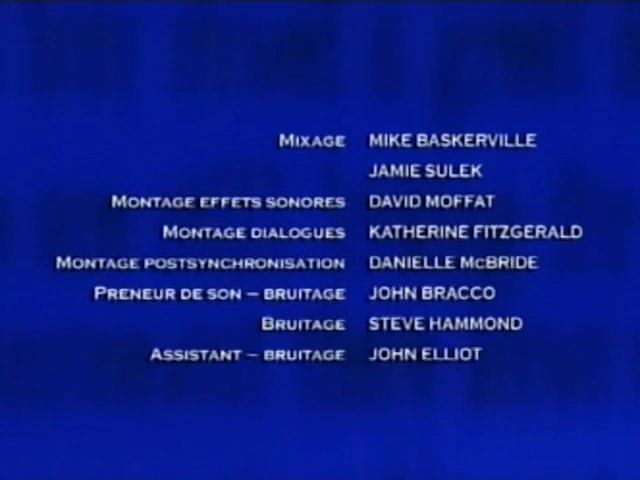 MIXAGE MIKE BASKERVILLE
JAMIE SULEK
MONTAGE EFFETS SONORES DAVID MOFFAT
MONTAGE DIALOGUES KATHERINE FITZGERALD
MONTAGE POSTSYNCHRONISATION DANIELLE McBRIDE
PRENEUR DE SON – BRUITAGE JOHN BRACCO
BRUITAGE STEVE HAMMOND
ASSISTANT – BRUITAGE JOHN ELLIOT